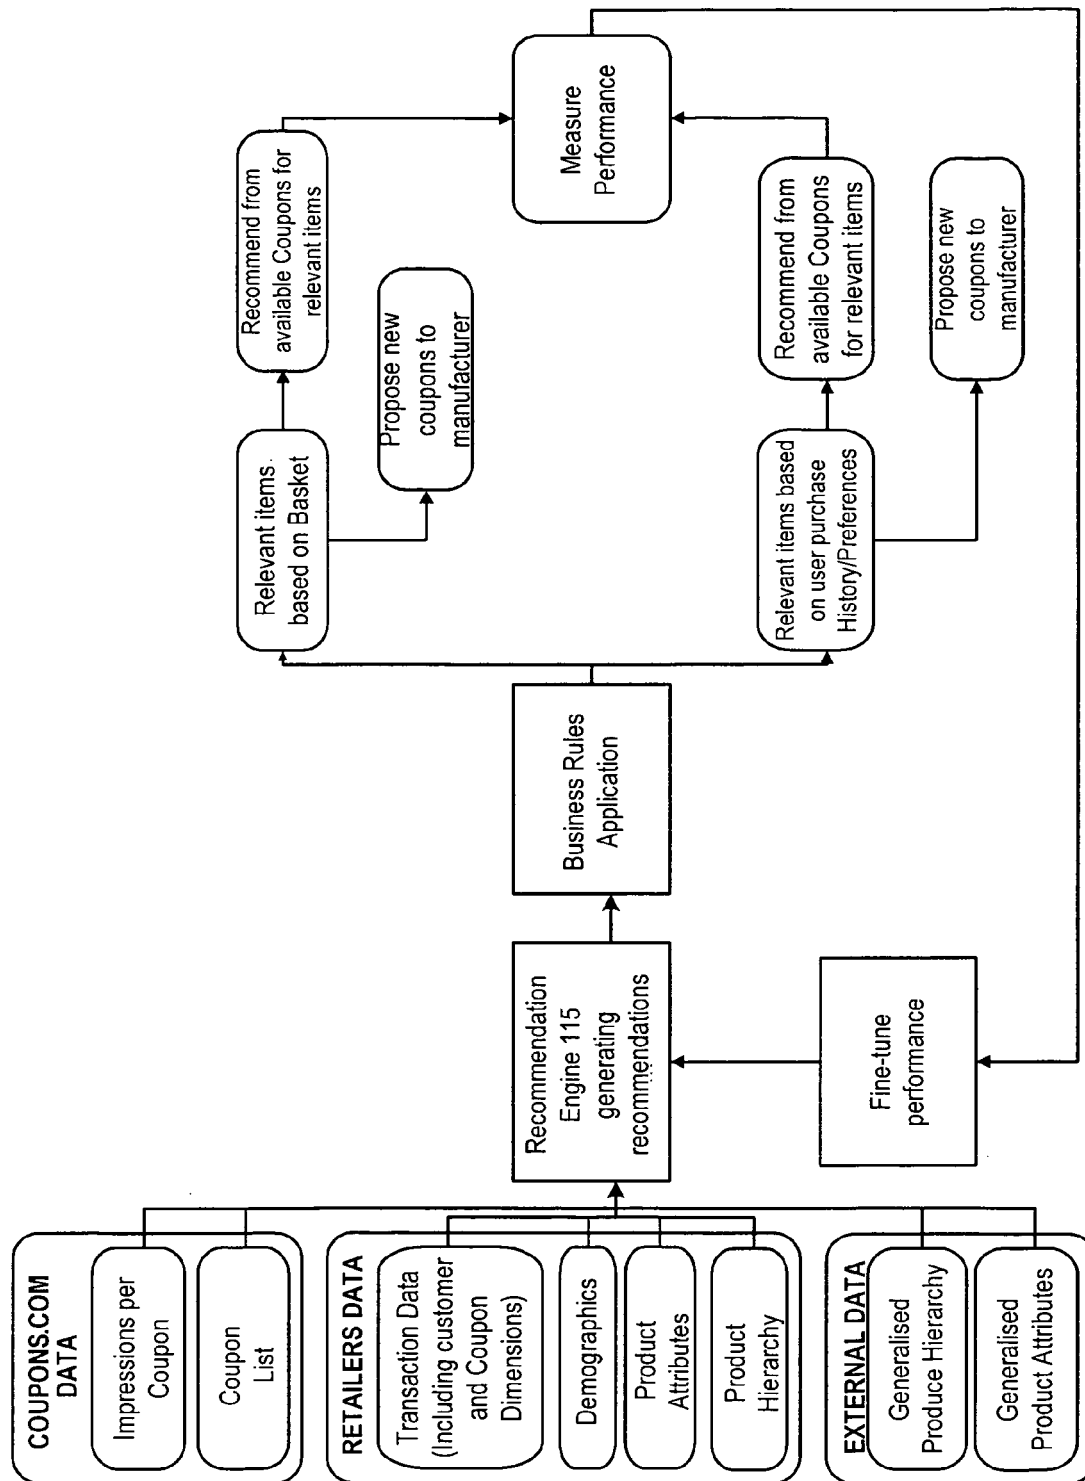 COUPONS.COM
DATA
Impressions per
Coupon
Coupon
List
RETAILERS DATA
Transaction Data
(Including customer
and Coupon
Dimensions)
Demographics
Product
Attributes
Product
Hierarchy
EXTERNAL DATA
Generalised
Produce Hierarchy
Generalised
Product Attributes
Recommendation
Engine 115
generating
recommendations
Fine-tune
performance
Business Rules
Application
Relevant items
based on Basket
Propose new
coupons to
manufacturer
Recommend from
available Coupons for
relevant items
Relevant items based
on user purchase
History/Preferences
Recommend from
available Coupons
for relevant items
Propose new
coupons to
manufacturer
Measure
Performance